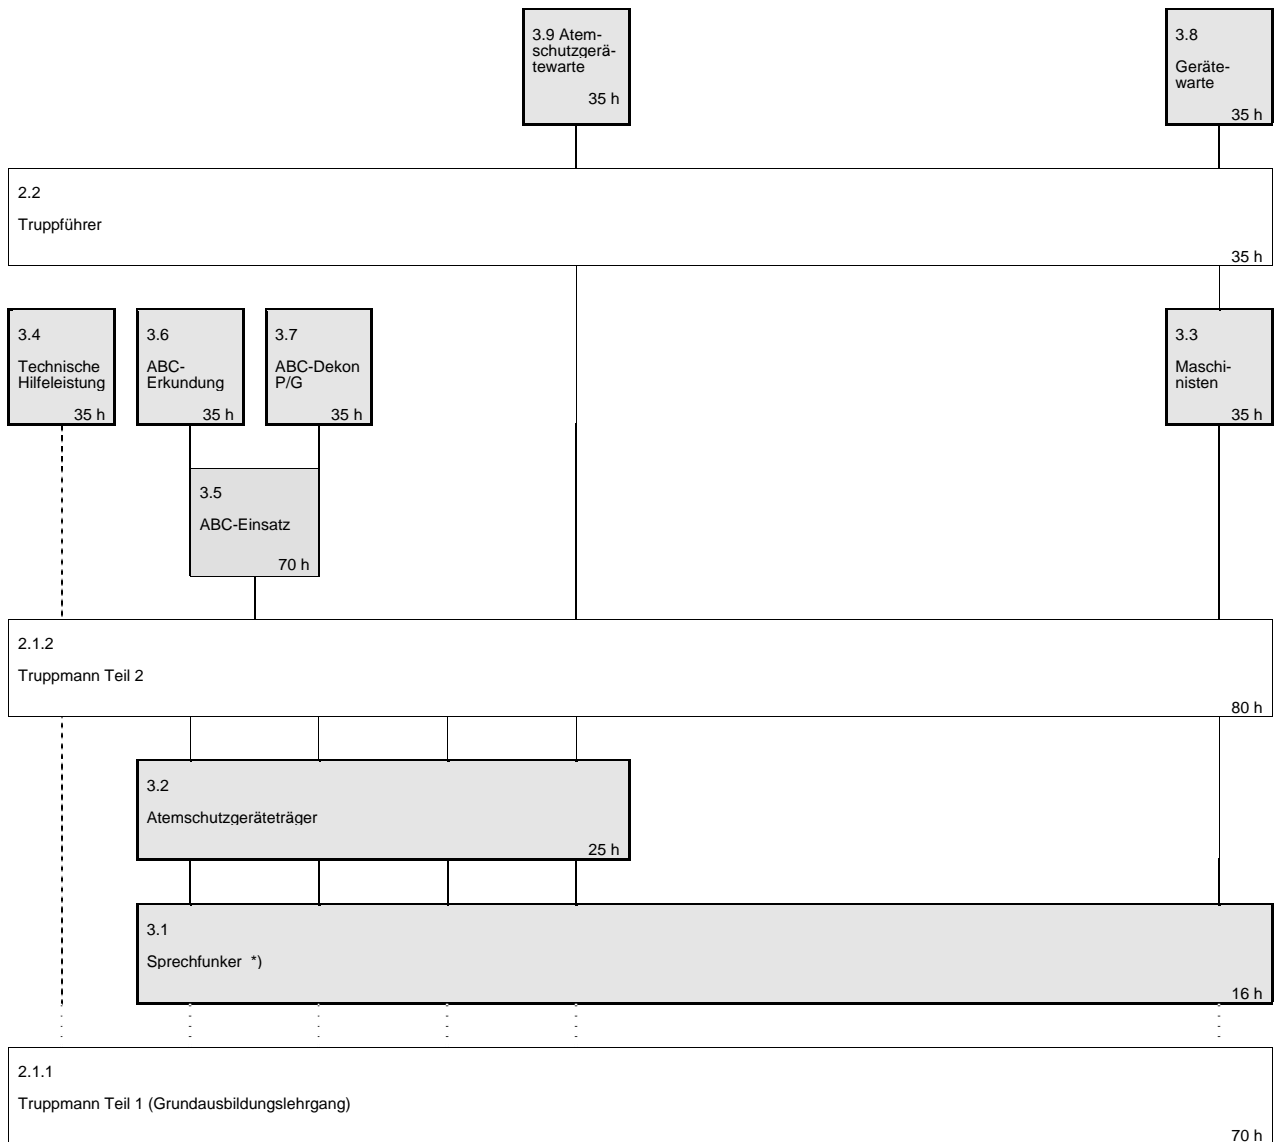 3.9 Atem-
schutzgerä-
tewarte
35 h
3.8
Geräte-
warte
35 h
2.2
Truppführer
35 h
3.4
Technische
Hilfeleistung
35 h
3.6
ABC-
Erkundung
35 h
3.7
ABC-Dekon
P/G
35 h
3.3
Maschi-
nisten
35 h
3.5
ABC-Einsatz
70 h
2.1.2
Truppmann Teil 2
80 h
3.2
Atemschutzgeräteträger
25 h
3.1
Sprechfunker *)
16 h
2.1.1
Truppmann Teil 1 (Grundausbildungslehrgang)
70 h